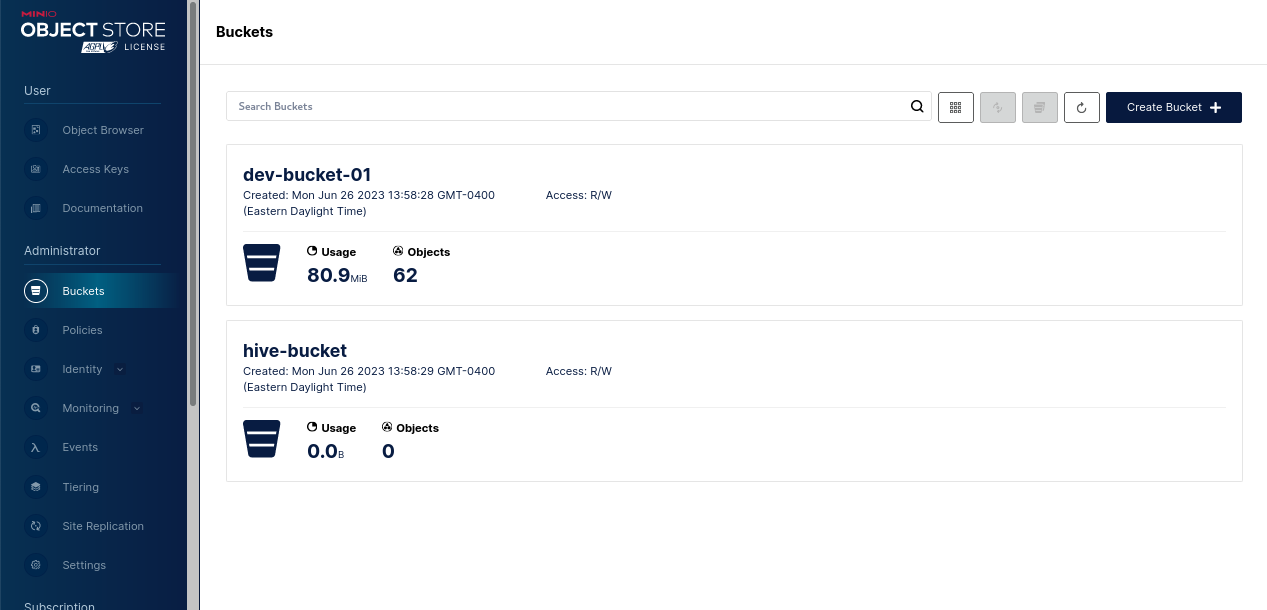 MINIO
OBJECT STORE
AGPLv3 LICENSE
User
Object Browser
Access Keys
Documentation
Administrator
Buckets
Policies
Identity
Monitoring
Events
Tiering
Site Replication
Settings
Subscription
Buckets
Search Buckets
Create Bucket
dev-bucket-01
Created: Mon Jun 26 2023 13:58:28 GMT-0400
(Eastern Daylight Time)
Access: R/W
Usage
80.9MiB
Objects
62
hive-bucket
Created: Mon Jun 26 2023 13:58:29 GMT-0400
(Eastern Daylight Time)
Access: R/W
Usage
0.0B
Objects
0